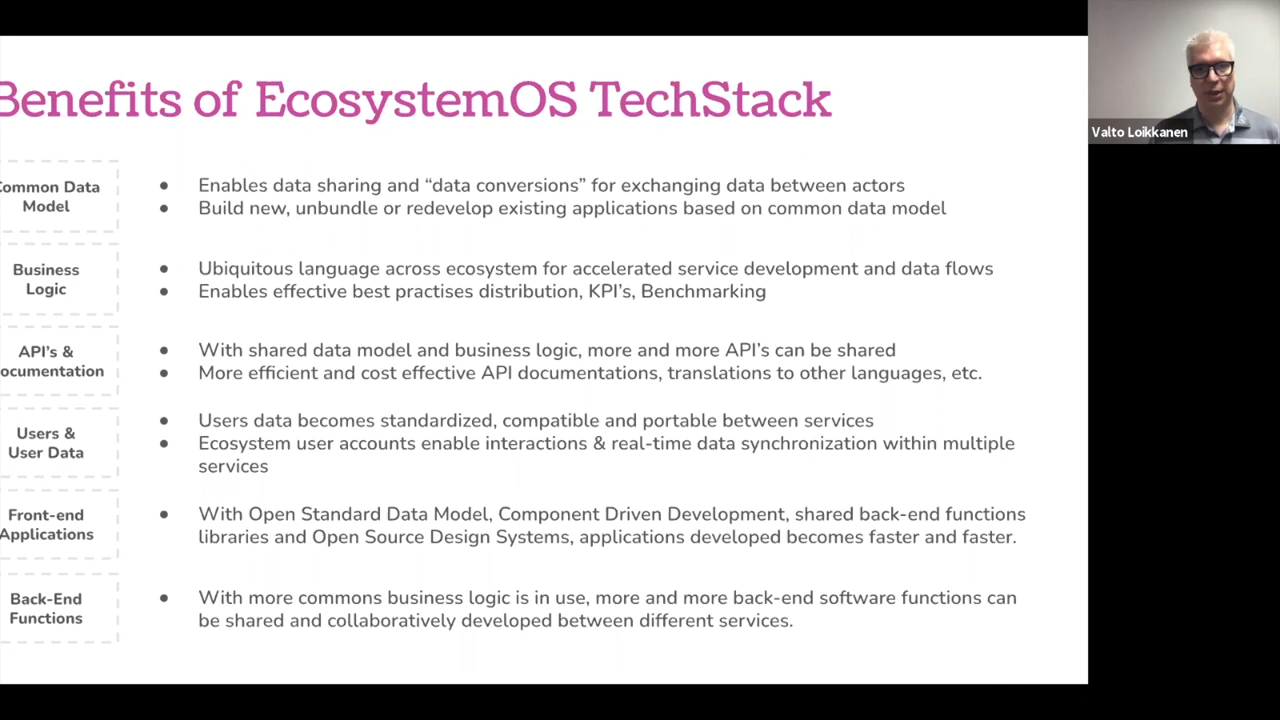 Benefits of EcosystemOS TechStack
Valto Loikkanen
Common Data
Model
● Enables data sharing and “data conversions” for exchanging data between actors
● Build new, unbundle or redevelop existing applications based on common data model
Business
Logic
● Ubiquitous language across ecosystem for accelerated service development and data flows
● Enables effective best practises distribution, KPI’s, Benchmarking
API’s &
ocumentation
● With shared data model and business logic, more and more API’s can be shared
● More efficient and cost effective API documentations, translations to other languages, etc.
Users &
User Data
● Users data becomes standardized, compatible and portable between services
● Ecosystem user accounts enable interactions & real-time data synchronization within multiple
services
Front-end
Applications
● With Open Standard Data Model, Component Driven Development, shared back-end functions
libraries and Open Source Design Systems, applications developed becomes faster and faster.
Back-End
Functions
● With more commons business logic is in use, more and more back-end software functions can
be shared and collaboratively developed between different services.